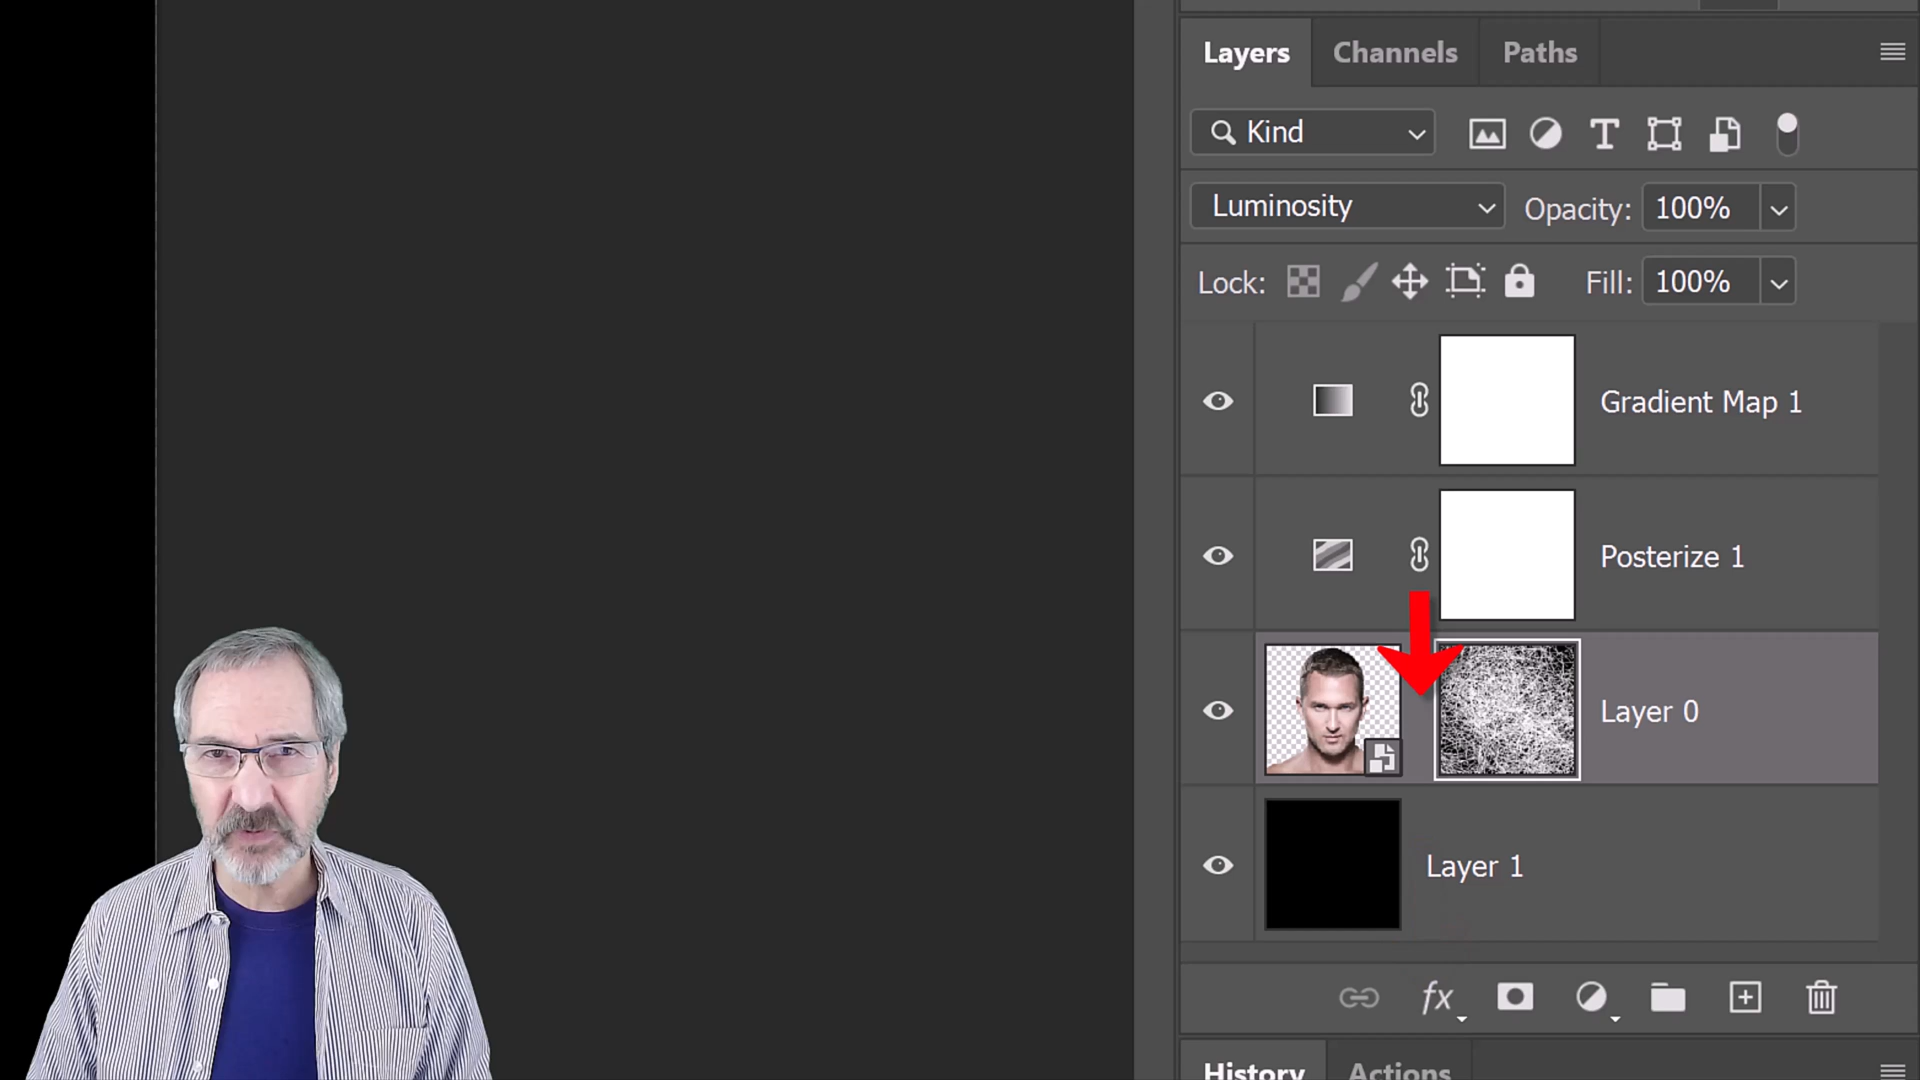 Layers Channels Paths
Kind
Luminosity Opacity: 100%
Lock: Fill: 100%
Gradient Map 1
Posterize 1
Layer 0
Layer 1
fx
History Actions